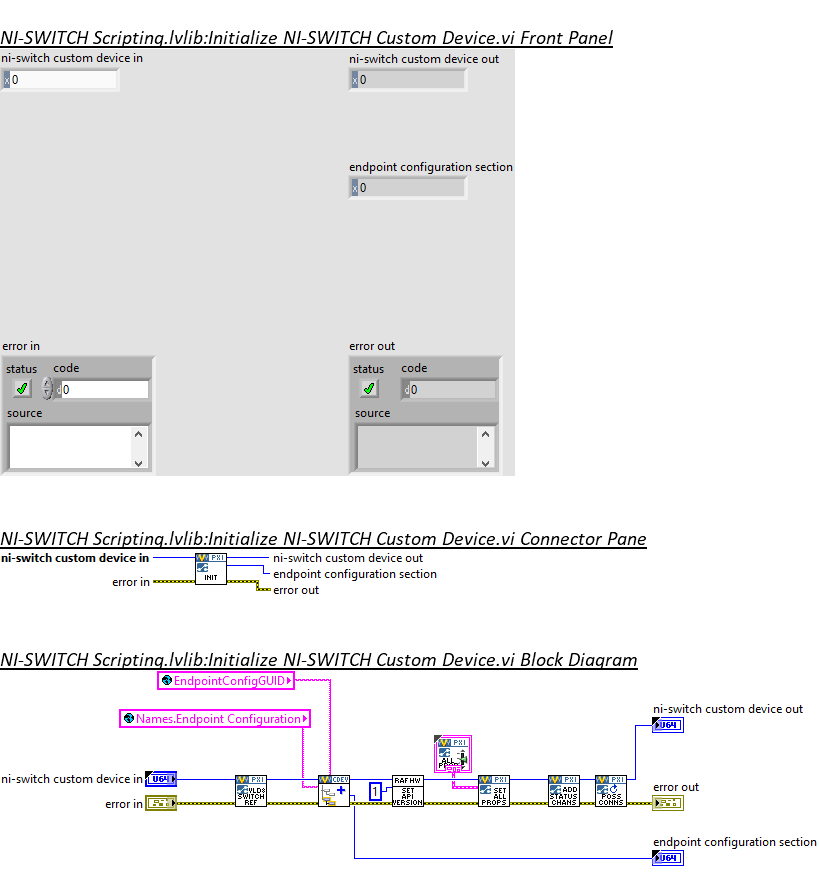 NI-SWITCH Scripting.lvlib:Initialize NI-SWITCH Custom Device.vi Front Panel
ni-switch custom device in
ni-switch custom device out
x 0
x 0
endpoint configuration section
x 0
error in
error out
status code
status code
d 0
d 0
source
source
NI-SWITCH Scripting.lvlib:Initialize NI-SWITCH Custom Device.vi Connector Pane
ni-switch custom device in
PXI
ni-switch custom device out
endpoint configuration section
error in
INIT
error out
NI-SWITCH Scripting.lvlib:Initialize NI-SWITCH Custom Device.vi Block Diagram
EndpointConfigGUID
Names.Endpoint Configuration
ni-switch custom device out
U64
PXI
ALL
PROPS
ni-switch custom device in
U64
PXI
VLD8
SWITCH
REF
CDEV
1
RAF HW
SET
API
VERSION
PXI
SET
ALL
PROPS
PXI
ADD
STATUS
CHANS
PXI
POSS
CONNS
error in
error out
endpoint configuration section
U64